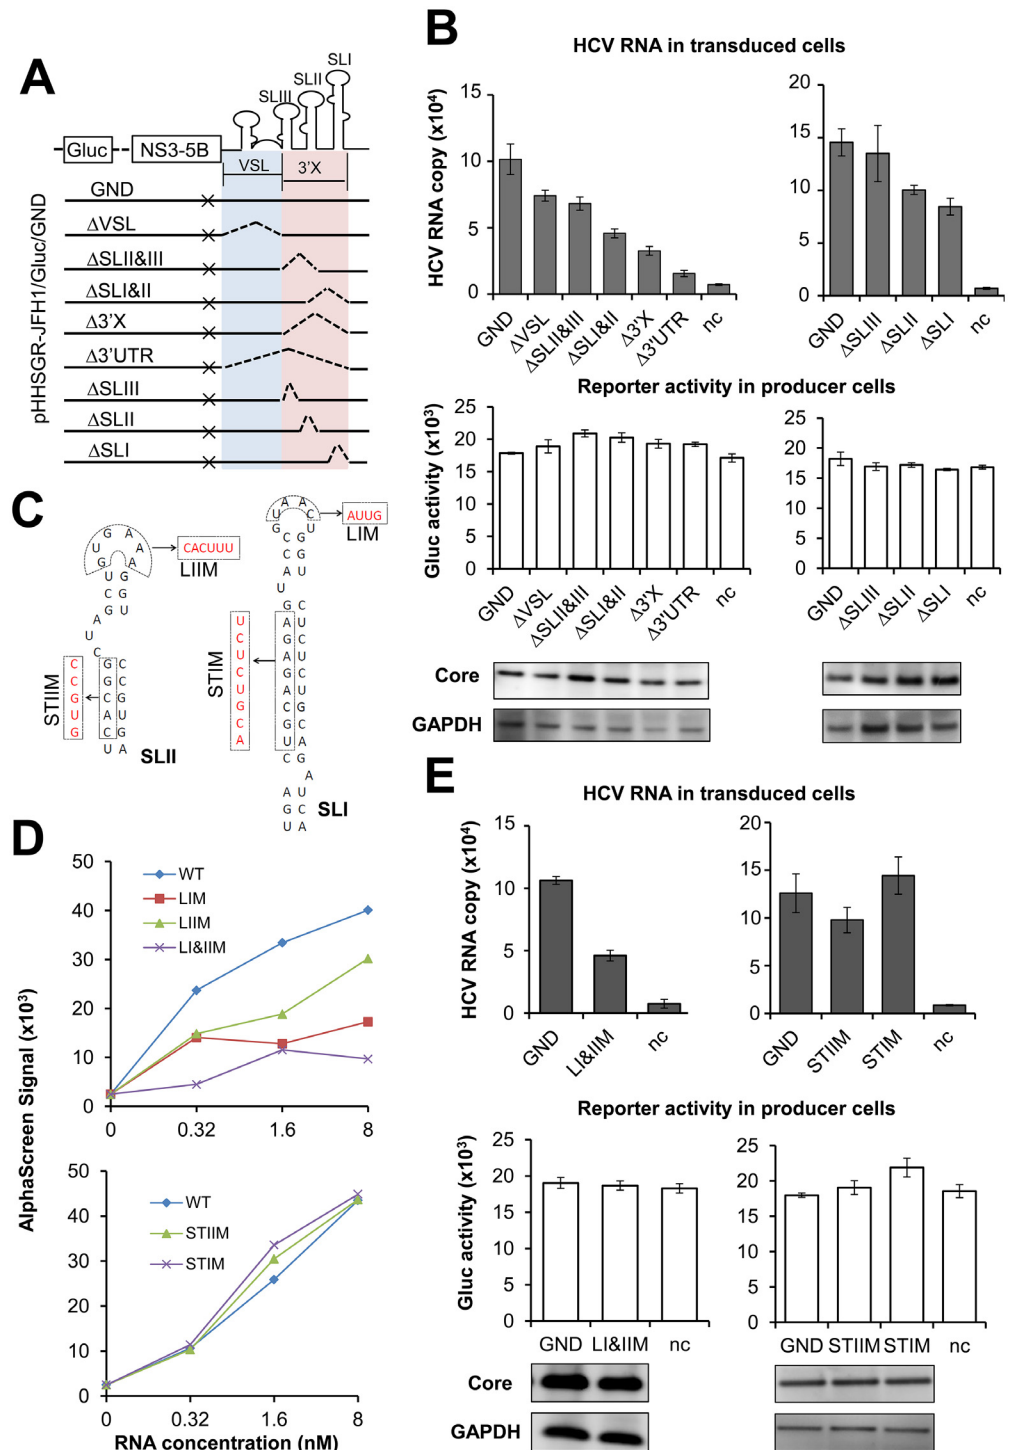 A
SLI
SLII
SLIII
Gluc
NS3-5B
VSL
3'X
pHHSGR-JFH1/Gluc/GND
GND
ΔVSL
ΔSLII&III
ΔSLI&II
Δ3'X
Δ3'UTR
ΔSLIII
ΔSLII
ΔSLI
B
HCV RNA in transduced cells
HCV RNA copy (x10⁴)
15
10
5
0
GND
ΔVSL
ΔSLII&III
ΔSLI&II
Δ3'X
Δ3'UTR
nc
20
15
10
5
0
GND
ΔSLIII
ΔSLII
ΔSLI
nc
Reporter activity in producer cells
Gluc activity (x10³)
25
20
15
10
5
0
GND
ΔVSL
ΔSLII&III
ΔSLI&II
Δ3'X
Δ3'UTR
nc
25
20
15
10
5
0
GND
ΔSLIII
ΔSLII
ΔSLI
nc
Core
GAPDH
C
CACUUU
LIIM
AUUG
LIM
STIIM
C
C
G
U
G
SLII
STIM
U
C
U
C
U
G
C
A
SLI
D
AlphaScreen Signal (x10³)
50
40
30
20
10
0
WT
LIM
LIIM
LI&IIM
0
0.32
1.6
8
50
40
30
20
10
0
WT
STIIM
STIM
0
0.32
1.6
8
RNA concentration (nM)
E
HCV RNA in transduced cells
HCV RNA copy (x10⁴)
15
10
5
0
GND
LI&IIM
nc
20
15
10
5
0
GND
STIIM
STIM
nc
Reporter activity in producer cells
Gluc activity (x10³)
25
20
15
10
5
0
GND LI&IIM nc
25
20
15
10
5
0
GND STIIM STIM nc
Core
GAPDH